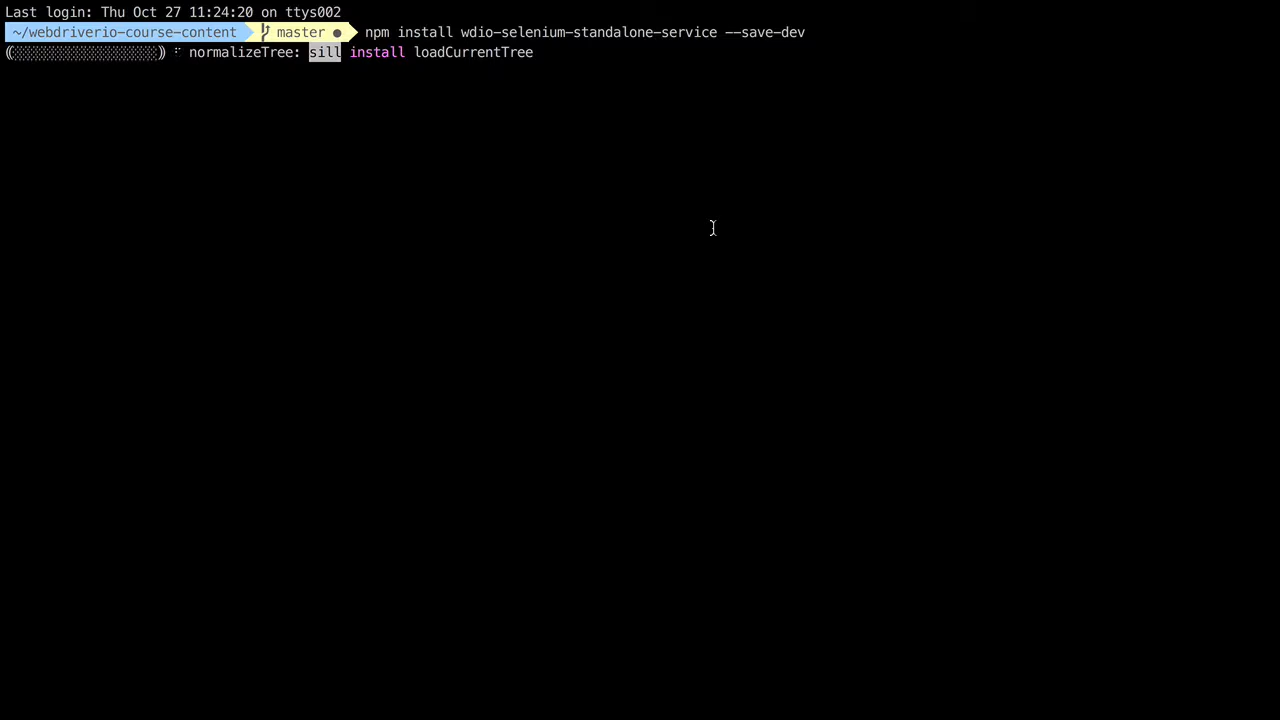 Last login: Thu Oct 27 11:24:20 on ttys002
~/webdriverio-course-content master ● npm install wdio-selenium-standalone-service --save-dev
(░░░░░░░░░░░░░░░░░░) ⠋ normalizeTree: sill install loadCurrentTree